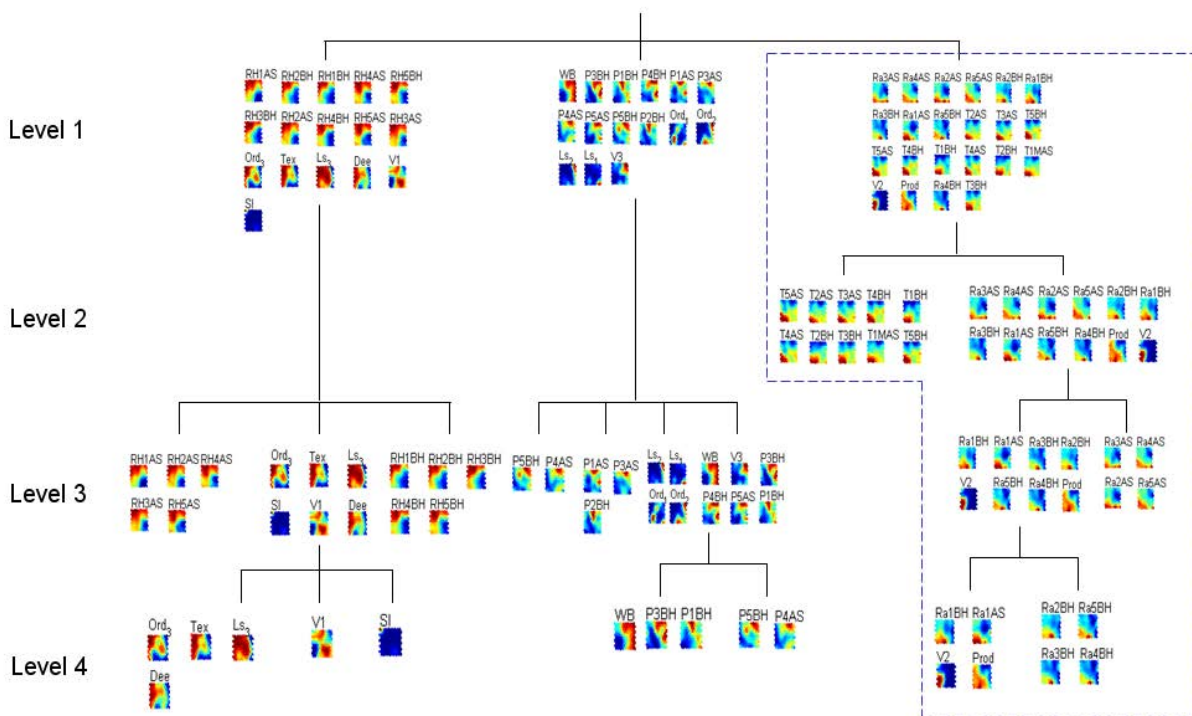 RH1AS RH2BH RH1BH RH4AS RH5BH
WB P3BH P1BH P4BH P1AS P3AS
Ra3AS Ra4AS Ra2AS Ra5AS Ra2BH Ra1BH
Level 1
RH3BH RH2AS RH4BH RH5AS RH3AS
P4AS P5AS P5BH P2BH Ord1 Ord2
Ra3BH Ra1AS Ra5BH T2AS T3AS T5BH
Ord3 Tex Ls3 Dee V1
Ls2 Ls1 V3
T5AS T4BH T1BH T4AS T2BH T1MAS
SI
V2 Prod Ra4BH T3BH
Level 2
T5AS T2AS T3AS T4BH T1BH
Ra3AS Ra4AS Ra2AS Ra5AS Ra2BH Ra1BH
T4AS T2BH T3BH T1MAS T5BH
Ra3BH Ra1AS Ra5BH Ra4BH Prod V2
Level 3
RH1AS RH2AS RH4AS
Ord3 Tex Ls3
RH1BH RH2BH RH3BH
P5BH P4AS P1AS P3AS
Ls2 Ls1 WB V3 P3BH
Ra1BH Ra1AS Ra3BH Ra2BH Ra3AS Ra4AS
RH3AS RH5AS
SI V1 Dee
RH4BH RH5BH
P2BH
Ord1 Ord2 P4BH P5AS P1BH
V2 Ra5BH Ra4BH Prod Ra2AS Ra5AS
Level 4
Ord3 Tex Ls3 V1 SI
WB P3BH P1BH P5BH P4AS
Ra1BH Ra1AS Ra2BH Ra5BH
Dee
V2 Prod Ra3BH Ra4BH